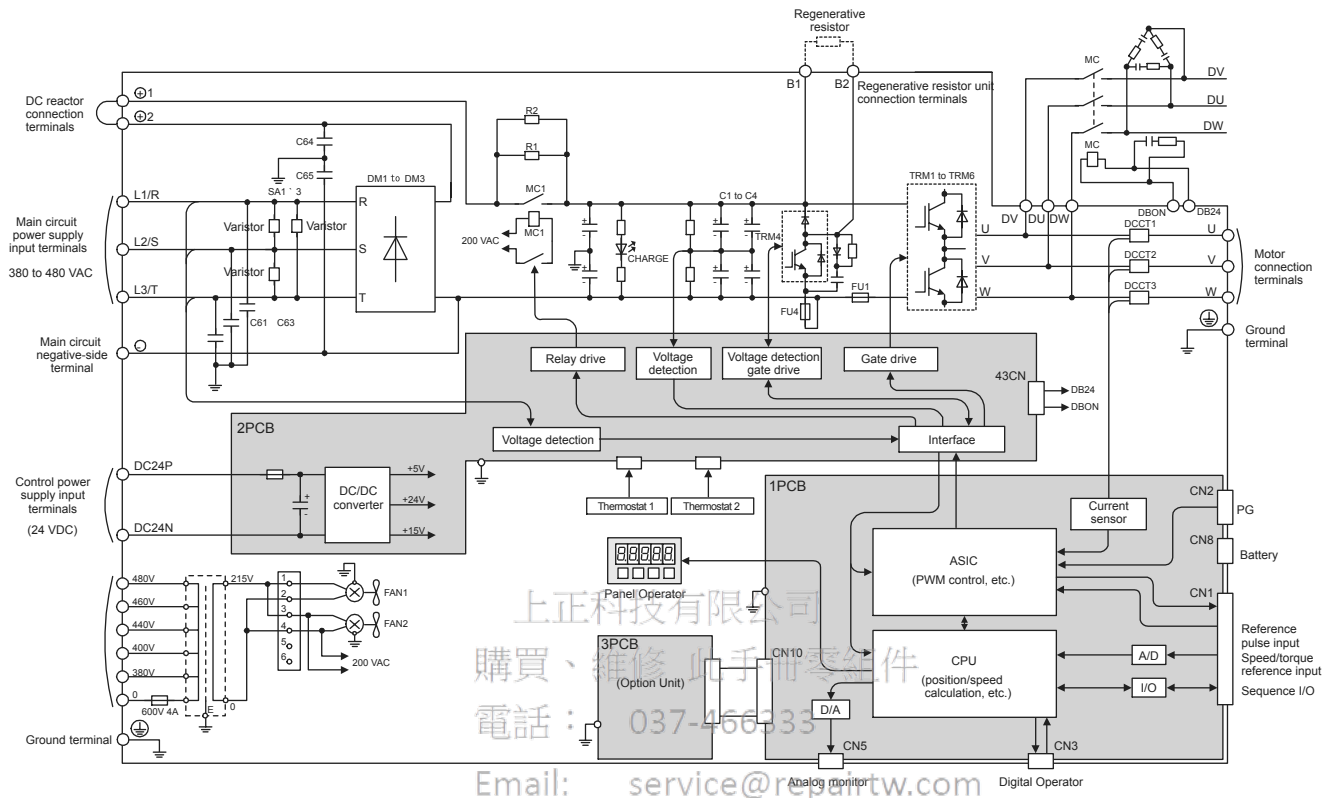 Regenerative
resistor
B1
B2
Regenerative resistor unit
connection terminals
MC
DV
DU
DW
MC
DBON
DB24
DC reactor
connection
terminals
⊕1
⊕2
C64
C65
R2
R1
MC1
MC1
200 VAC
DM1 to DM3
SA1 ` 3
Main circuit
power supply
input terminals
380 to 480 VAC
L1/R
L2/S
L3/T
Varistor
Varistor
Varistor
R
S
T
C61
C63
CHARGE
C1 to C4
TRM4
FU4
FU1
TRM1 to TRM6
DV
DU
DW
U
V
W
DCCT1
DCCT2
DCCT3
U
V
W
Motor
connection
terminals
Ground
terminal
Main circuit
negative-side
terminal
Relay drive
Voltage
detection
Voltage detection
gate drive
Gate drive
43CN
DB24
DBON
2PCB
Voltage detection
Interface
Control power
supply input
terminals
(24 VDC)
DC24P
DC24N
DC/DC
converter
+5V
+24V
+15V
Thermostat 1
Thermostat 2
1PCB
Current
sensor
CN2
PG
CN8
Battery
ASIC
(PWM control, etc.)
CN1
Panel Operator
480V
460V
440V
400V
380V
0
600V 4A
E
215V
0
1
2
3
4
5
6
FAN1
FAN2
200 VAC
Ground terminal
3PCB
(Option Unit)
CN10
CPU
(position/speed
calculation, etc.)
A/D
I/O
D/A
Reference
pulse input
Speed/torque
reference input
Sequence I/O
CN5
Analog monitor
CN3
Digital Operator
上正科技有限公司
購買、維修 此手冊零組件
電話： 037-466333
Email: service@repairtw.com